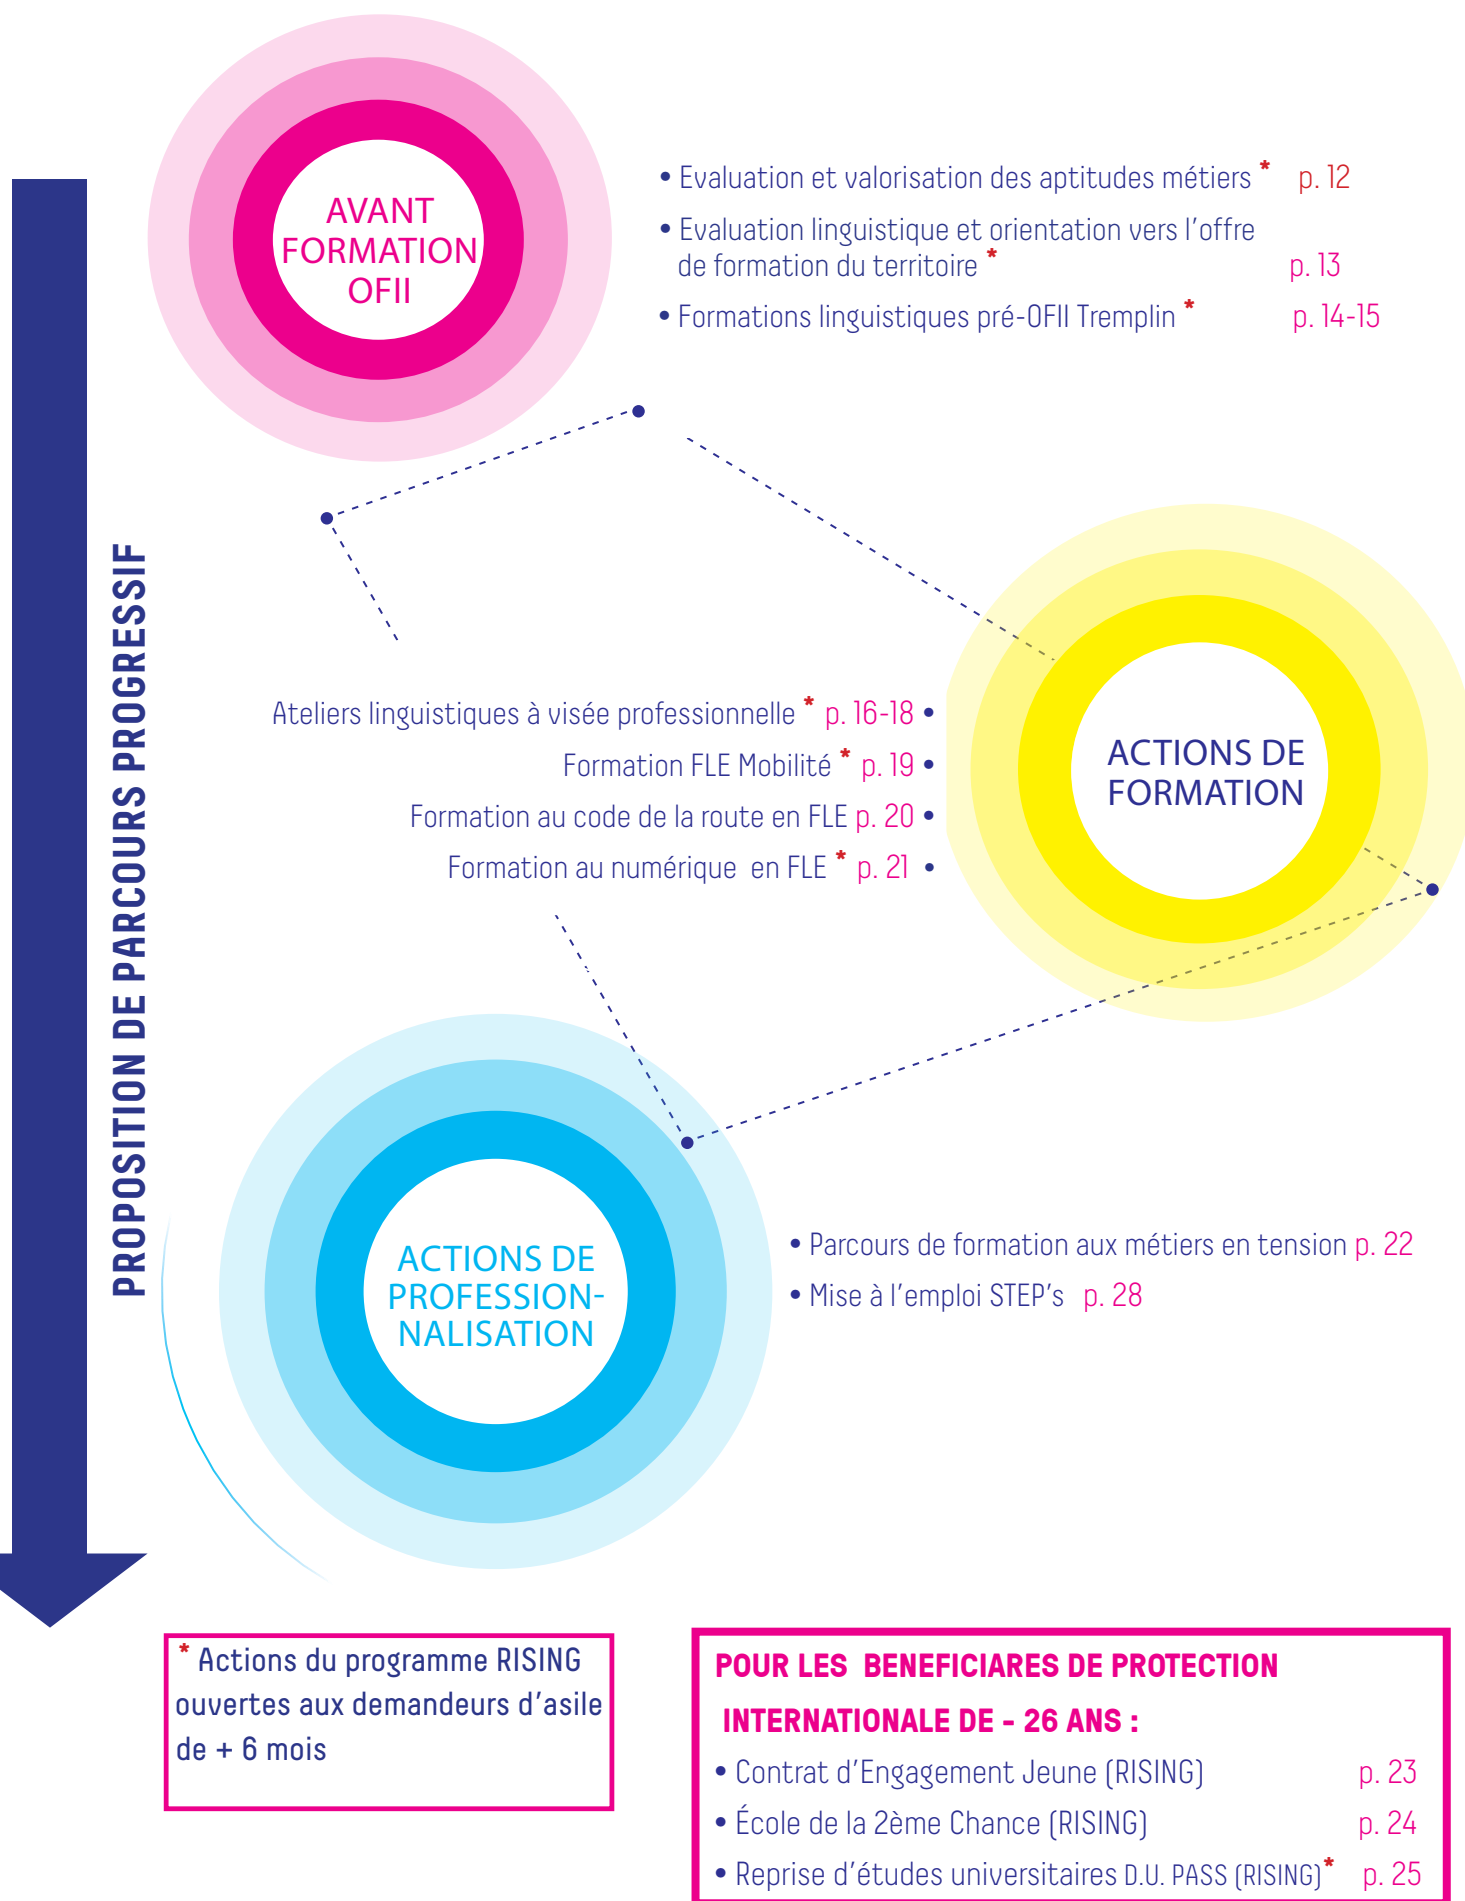 AVANT
FORMATION
OFII
• Evaluation et valorisation des aptitudes métiers * p. 12
• Evaluation linguistique et orientation vers l'offre
de formation du territoire * p. 13
• Formations linguistiques pré-OFII Tremplin * p. 14-15
PROPOSITION DE PARCOURS PROGRESSIF
Ateliers linguistiques à visée professionnelle * p. 16-18 •
Formation FLE Mobilité * p. 19 •
Formation au code de la route en FLE p. 20 •
Formation au numérique en FLE * p. 21 •
ACTIONS DE
FORMATION
ACTIONS DE
PROFESSION-
NALISATION
• Parcours de formation aux métiers en tension p. 22
• Mise à l'emploi STEP's p. 28
* Actions du programme RISING
ouvertes aux demandeurs d'asile
de + 6 mois
POUR LES BENEFICIARES DE PROTECTION
INTERNATIONALE DE - 26 ANS :
• Contrat d'Engagement Jeune (RISING) p. 23
• École de la 2ème Chance (RISING) p. 24
• Reprise d'études universitaires D.U. PASS (RISING)* p. 25